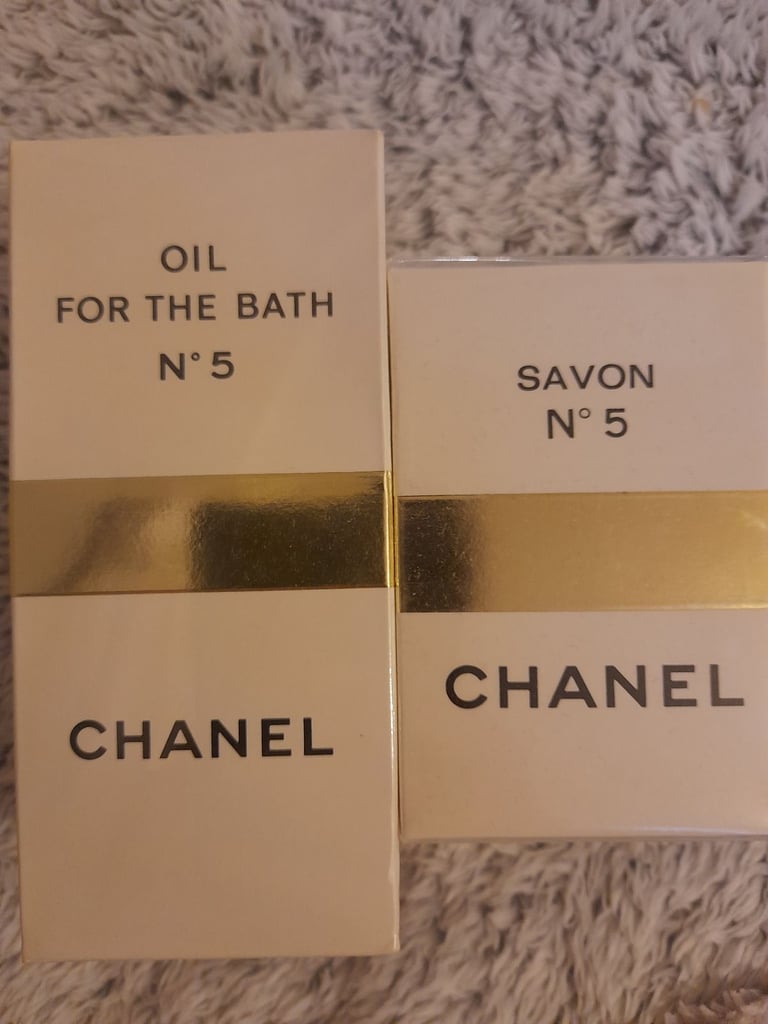 OIL
FOR THE BATH
N° 5
CHANEL
SAVON
N° 5
CHANEL